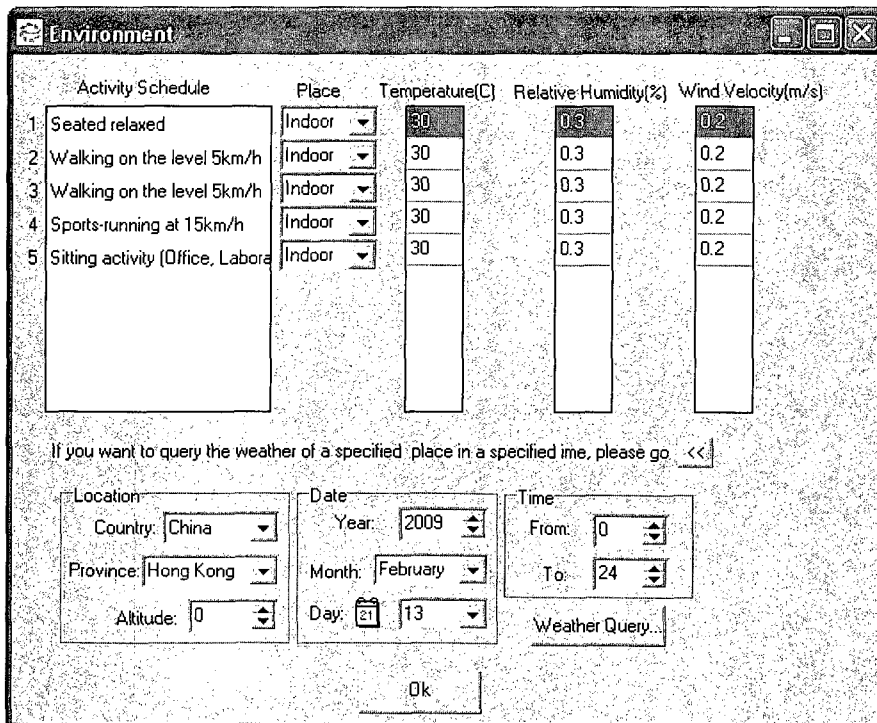 Environment
Activity Schedule Place Temperature(C) Relative Humidity(%) Wind Velocity(m/s)
1 Seated relaxed Indoor 30 0.3 0.2
2 Walking on the level 5km/h Indoor 30 0.3 0.2
3 Walking on the level 5km/h Indoor 30 0.3 0.2
4 Sports-running at 15km/h Indoor 30 0.3 0.2
5 Sitting activity (Office, Labora Indoor 30 0.3 0.2
If you want to query the weather of a specified place in a specified ime, please go <<
Location Date Time
Country: China Year: 2009 From: 0
Province: Hong Kong Month: February To: 24
Altitude: 0 Day: 21 13 Weather Query...
Ok